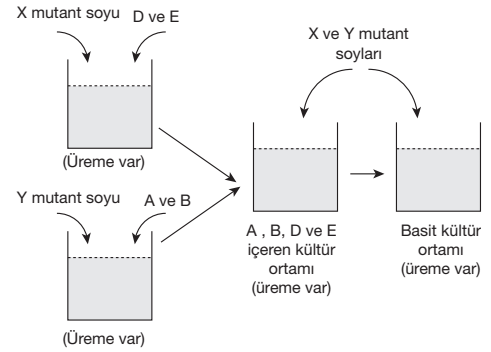 X mutant soyu
D ve E
(Üreme var)
Y mutant soyu
A ve B
(Üreme var)
X ve Y mutant
soyları
A , B, D ve E
içeren kültür
ortamı
(üreme var)
Basit kültür
ortamı
(üreme var)